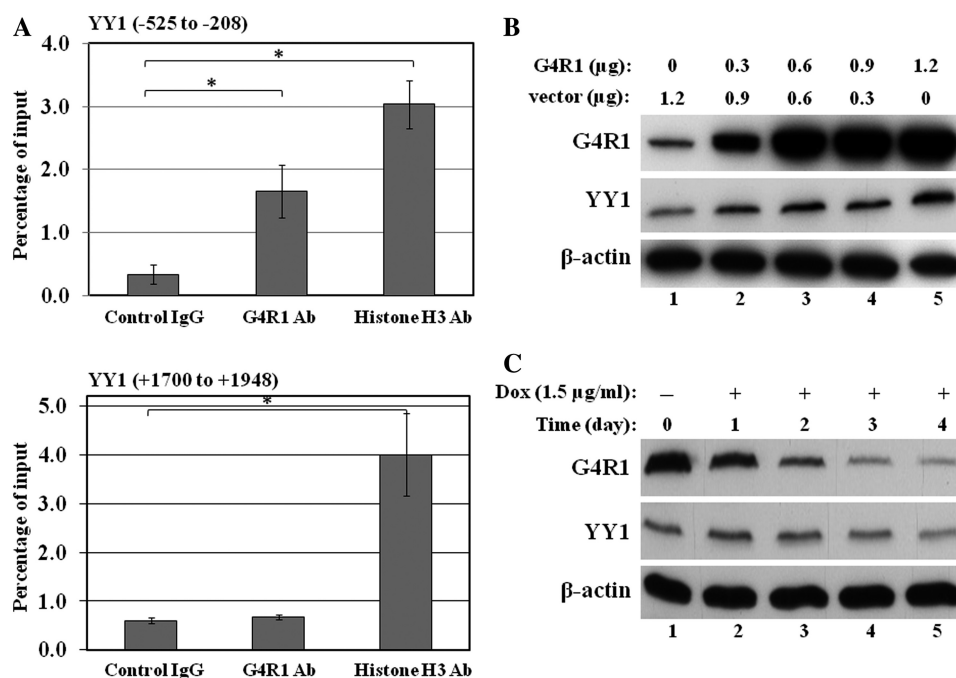 A
YY1 (-525 to -208)
Percentage of input
4.0
3.0
2.0
1.0
0.0
*
*
Control IgG G4R1 Ab Histone H3 Ab
YY1 (+1700 to +1948)
Percentage of input
5.0
4.0
3.0
2.0
1.0
0.0
*
Control IgG G4R1 Ab Histone H3 Ab
B
G4R1 (µg): 0 0.3 0.6 0.9 1.2
vector (µg): 1.2 0.9 0.6 0.3 0
G4R1
YY1
β-actin
1 2 3 4 5
C
Dox (1.5 µg/ml): – + + + +
Time (day): 0 1 2 3 4
G4R1
YY1
β-actin
1 2 3 4 5